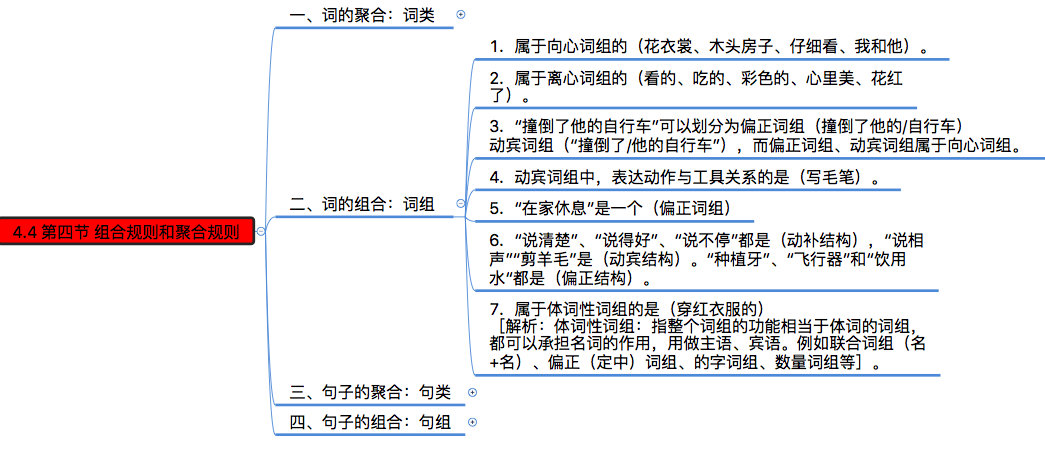 4.4 第四节 组合规则和聚合规则
一、词的聚合：词类
二、词的组合：词组
1．属于向心词组的（花衣裳、木头房子、仔细看、我和他）。
2．属于离心词组的（看的、吃的、彩色的、心里美、花红
了）。
3．“撞倒了他的自行车”可以划分为偏正词组（撞倒了他的/自行车）
动宾词组（“撞倒了/他的自行车”），而偏正词组、动宾词组属于向心词组。
4．动宾词组中，表达动作与工具关系的是（写毛笔）。
5．“在家休息”是一个（偏正词组）
6．“说清楚”、“说得好”、“说不停”都是（动补结构），“说相
声”“剪羊毛”是（动宾结构）。“种植牙”、“飞行器”和“饮用
水”都是（偏正结构）。
7．属于体词性词组的是（穿红衣服的）
［解析：体词性词组：指整个词组的功能相当于体词的词组，
都可以承担名词的作用，用做主语、宾语。例如联合词组（名
+名）、偏正（定中）词组、的字词组、数量词组等］。
三、句子的聚合：句类
四、句子的组合：句组